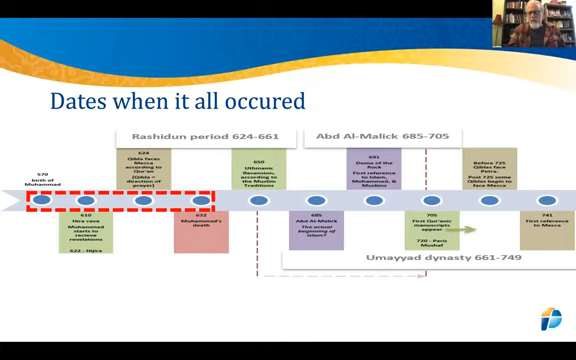 Dates when it all occured
Rashidun period 624-661
Abd Al-Malick 685-705
570
birth of
Muhammad
624
Qibla faces
Mecca
according to
Qur'an
(Qibla =
direction of
prayer)
650
Uthmanic
Recension,
according to
the Muslim
Traditions
691
Dome of the
Rock
First reference
to Islam,
Muhammad,
& Muslims
Before 725
Qiblas face
Petra.
Post 725 some
Qiblas begin to
face Mecca
610
Hira cave
Muhammad
starts to
recieve
revelations
622 - Hijira
632
Muhammad's
death
685
Abd Al-Malick
The actual
beginning of
Islam?
705
First Qur'anic
manuscripts
appear
720 - Paris
Mushaf
741
First reference
to Mecca
Umayyad dynasty 661-749